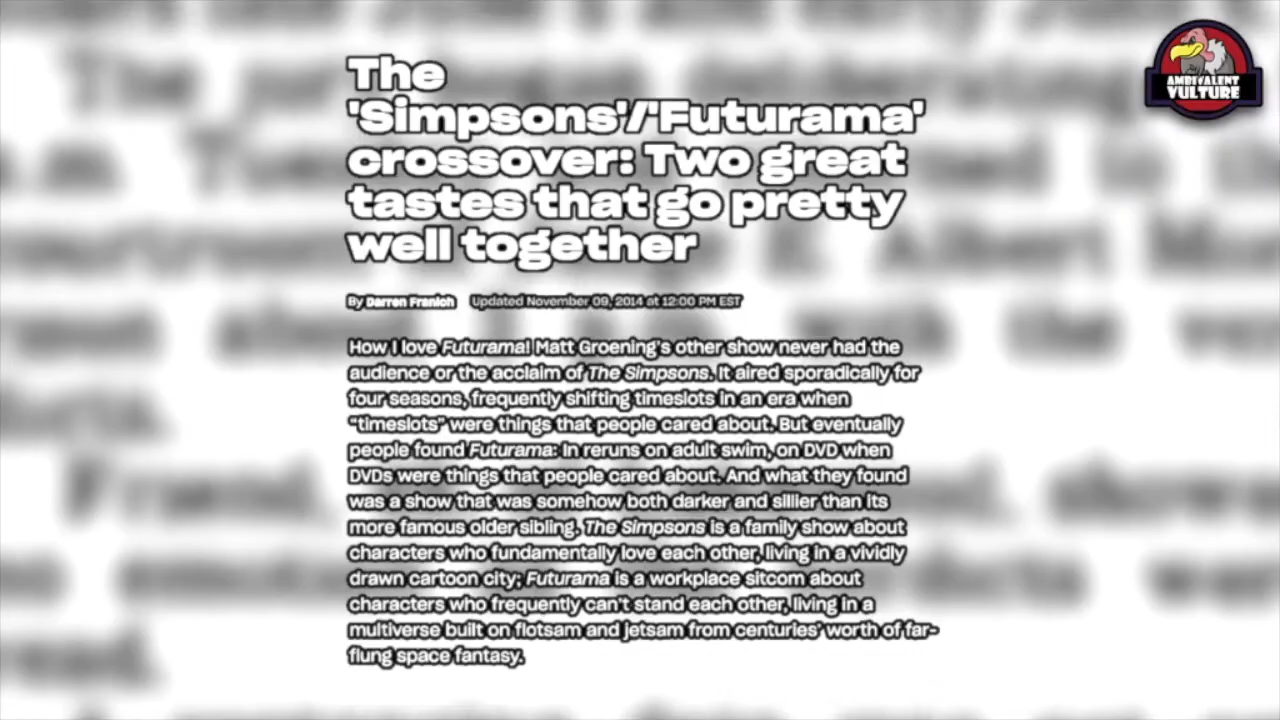 The
'Simpsons'/'Futurama'
crossover: Two great
tastes that go pretty
well together
By Darren Franich Updated November 09, 2014 at 12:00 PM EST
How I love Futurama! Matt Groening's other show never had the
audience or the acclaim of The Simpsons. It aired sporadically for
four seasons, frequently shifting timeslots in an era when
"timeslots" were things that people cared about. But eventually
people found Futurama: In reruns on adult swim, on DVD when
DVDs were things that people cared about. And what they found
was a show that was somehow both darker and sillier than its
more famous older sibling. The Simpsons is a family show about
characters who fundamentally love each other, living in a vividly
drawn cartoon city; Futurama is a workplace sitcom about
characters who frequently can't stand each other, living in a
multiverse built on flotsam and jetsam from centuries' worth of far-
flung space fantasy.
AMBIVALENT
VULTURE